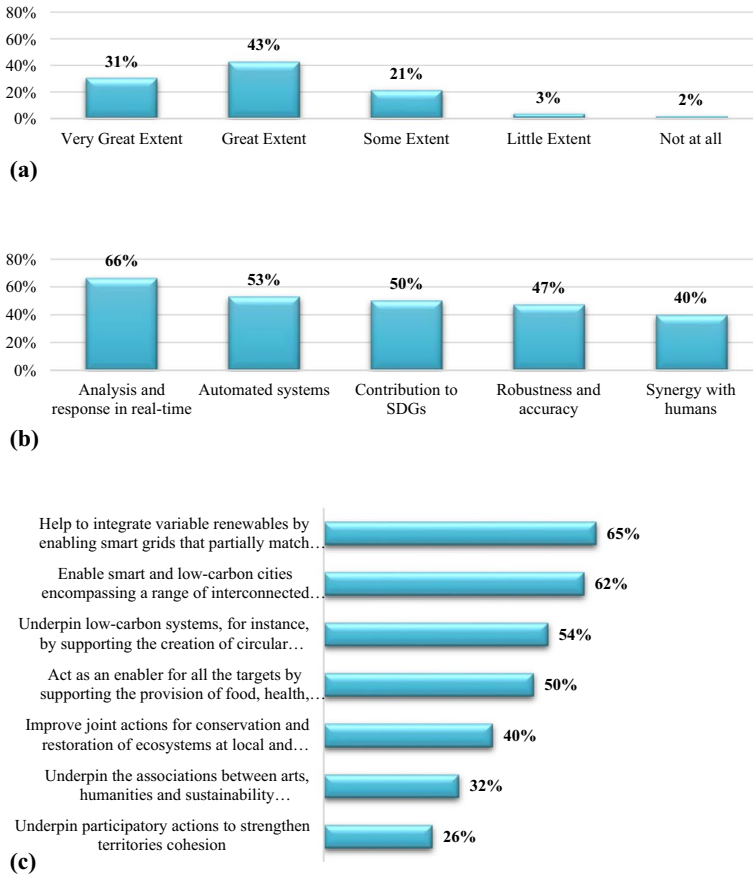 80%
60%
40%
20%
0%
31%
43%
21%
3%
2%
Very Great Extent
Great Extent
Some Extent
Little Extent
Not at all
(a)
80%
60%
40%
20%
0%
66%
53%
50%
47%
40%
Analysis and
response in real-time
Automated systems
Contribution to
SDGs
Robustness and
accuracy
Synergy with
humans
(b)
Help to integrate variable renewables by
enabling smart grids that partially match…
65%
Enable smart and low-carbon cities
encompassing a range of interconnected…
62%
Underpin low-carbon systems, for instance,
by supporting the creation of circular…
54%
Act as an enabler for all the targets by
supporting the provision of food, health,…
50%
Improve joint actions for conservation and
restoration of ecosystems at local and…
40%
Underpin the associations between arts,
humanities and sustainability…
32%
Underpin participatory actions to strengthen
territories cohesion
26%
(c)